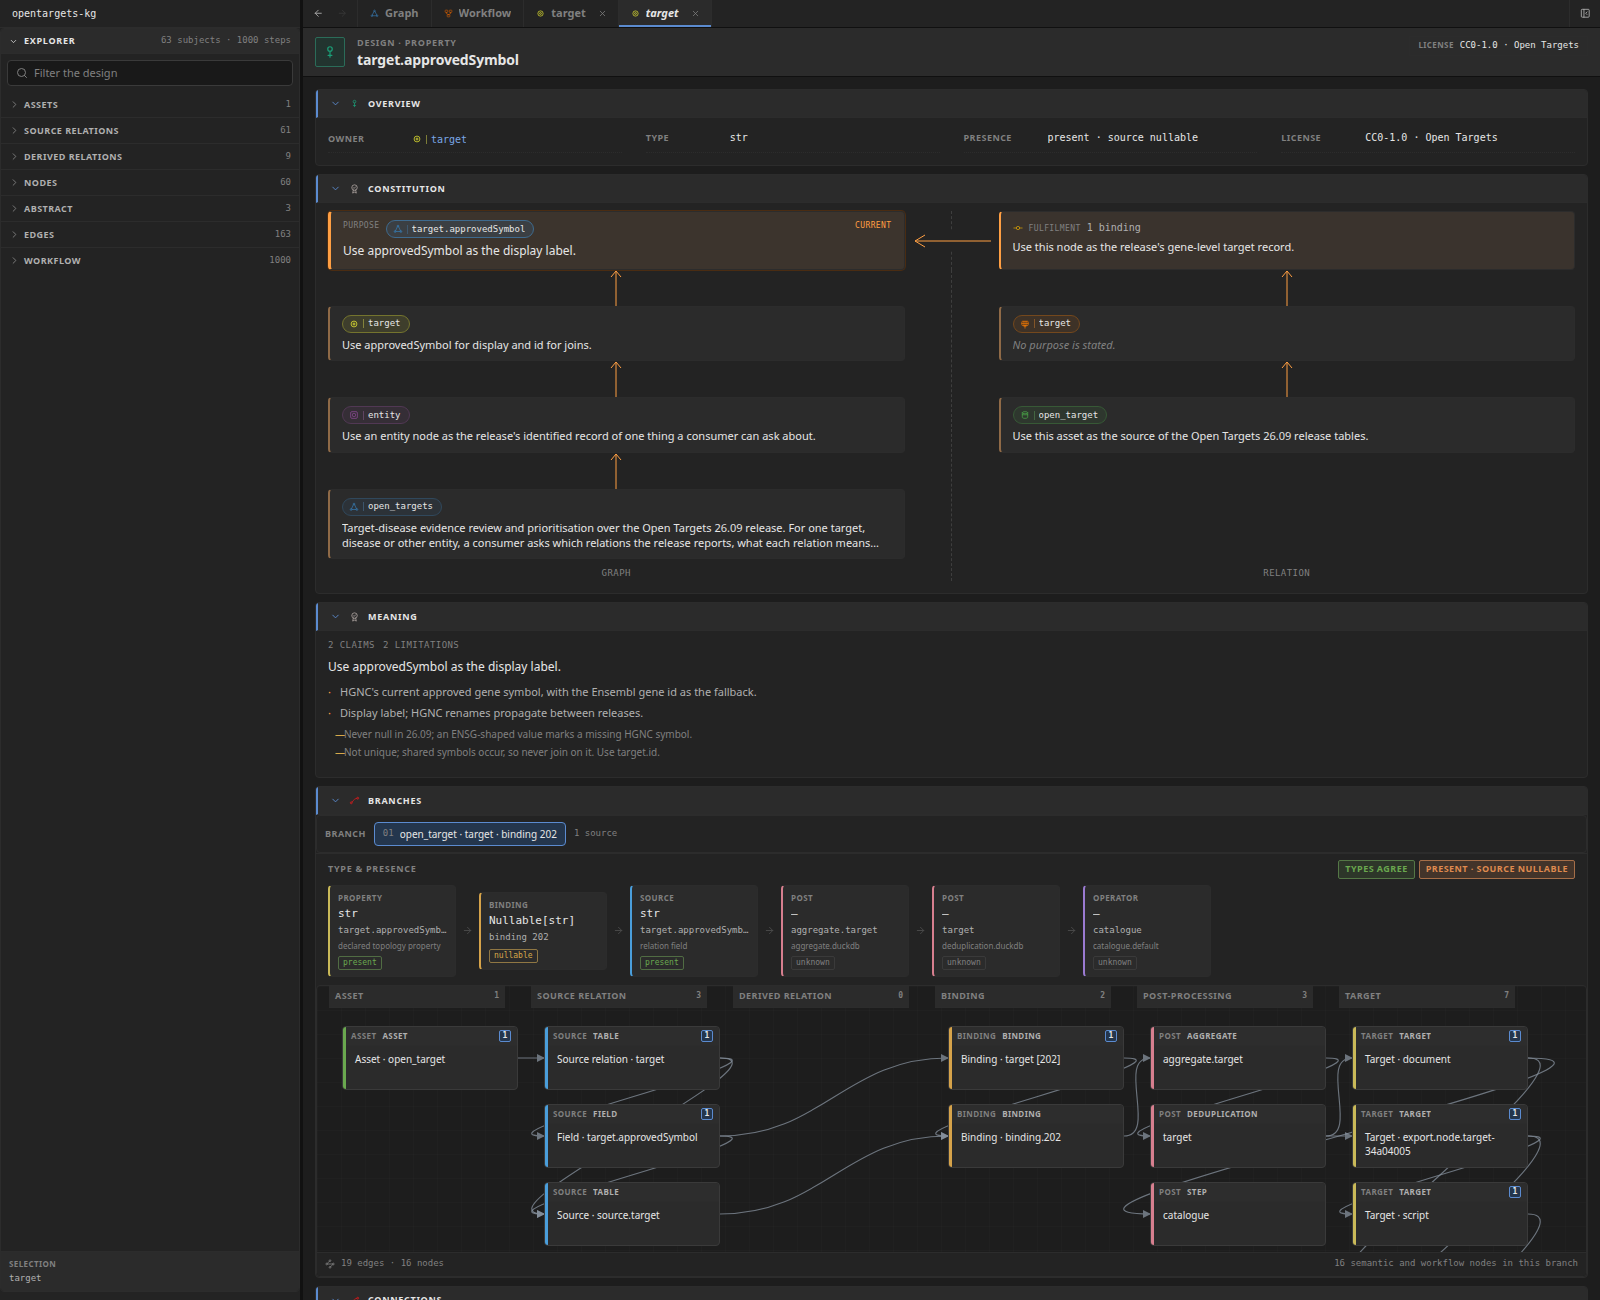 opentargets-kg
Graph
Workflow
target
target
EXPLORER
63 subjects · 1000 steps
Filter the design
ASSETS 1
SOURCE RELATIONS 61
DERIVED RELATIONS 9
NODES 60
ABSTRACT 3
EDGES 163
WORKFLOW 1000
SELECTION
target
DESIGN · PROPERTY
target.approvedSymbol
LICENSE CC0-1.0 · Open Targets
OVERVIEW
OWNER target
TYPE str
PRESENCE present · source nullable
LICENSE CC0-1.0 · Open Targets
CONSTITUTION
PURPOSE target.approvedSymbol CURRENT
Use approvedSymbol as the display label.
FULFILMENT 1 binding
Use this node as the release's gene-level target record.
target
Use approvedSymbol for display and id for joins.
target
No purpose is stated.
entity
Use an entity node as the release's identified record of one thing a consumer can ask about.
open_target
Use this asset as the source of the Open Targets 26.09 release tables.
open_targets
Target-disease evidence review and prioritisation over the Open Targets 26.09 release. For one target,
disease or other entity, a consumer asks which relations the release reports, what each relation means...
GRAPH
RELATION
MEANING
2 CLAIMS 2 LIMITATIONS
Use approvedSymbol as the display label.
· HGNC's current approved gene symbol, with the Ensembl gene id as the fallback.
· Display label; HGNC renames propagate between releases.
—Never null in 26.09; an ENSG-shaped value marks a missing HGNC symbol.
—Not unique; shared symbols occur, so never join on it. Use target.id.
BRANCHES
BRANCH 01 open_target · target · binding 202 1 source
TYPE & PRESENCE
TYPES AGREE
PRESENT · SOURCE NULLABLE
PROPERTY
str
target.approvedSymb…
declared topology property
present
BINDING
Nullable[str]
binding 202
nullable
SOURCE
str
target.approvedSymb…
relation field
present
POST
—
aggregate.target
aggregate.duckdb
unknown
POST
—
target
deduplication.duckdb
unknown
OPERATOR
—
catalogue
catalogue.default
unknown
ASSET 1
SOURCE RELATION 3
DERIVED RELATION 0
BINDING 2
POST-PROCESSING 3
TARGET 7
ASSET ASSET 1
Asset · open_target
SOURCE TABLE 1
Source relation · target
BINDING BINDING 1
Binding · target [202]
POST AGGREGATE
aggregate.target
TARGET TARGET 1
Target · document
SOURCE FIELD 1
Field · target.approvedSymbol
BINDING BINDING
Binding · binding.202
POST DEDUPLICATION
target
TARGET TARGET 1
Target · export.node.target-
34a04005
SOURCE TABLE
Source · source.target
POST STEP
catalogue
TARGET TARGET 1
Target · script
19 edges · 16 nodes
16 semantic and workflow nodes in this branch
CONNECTIONS